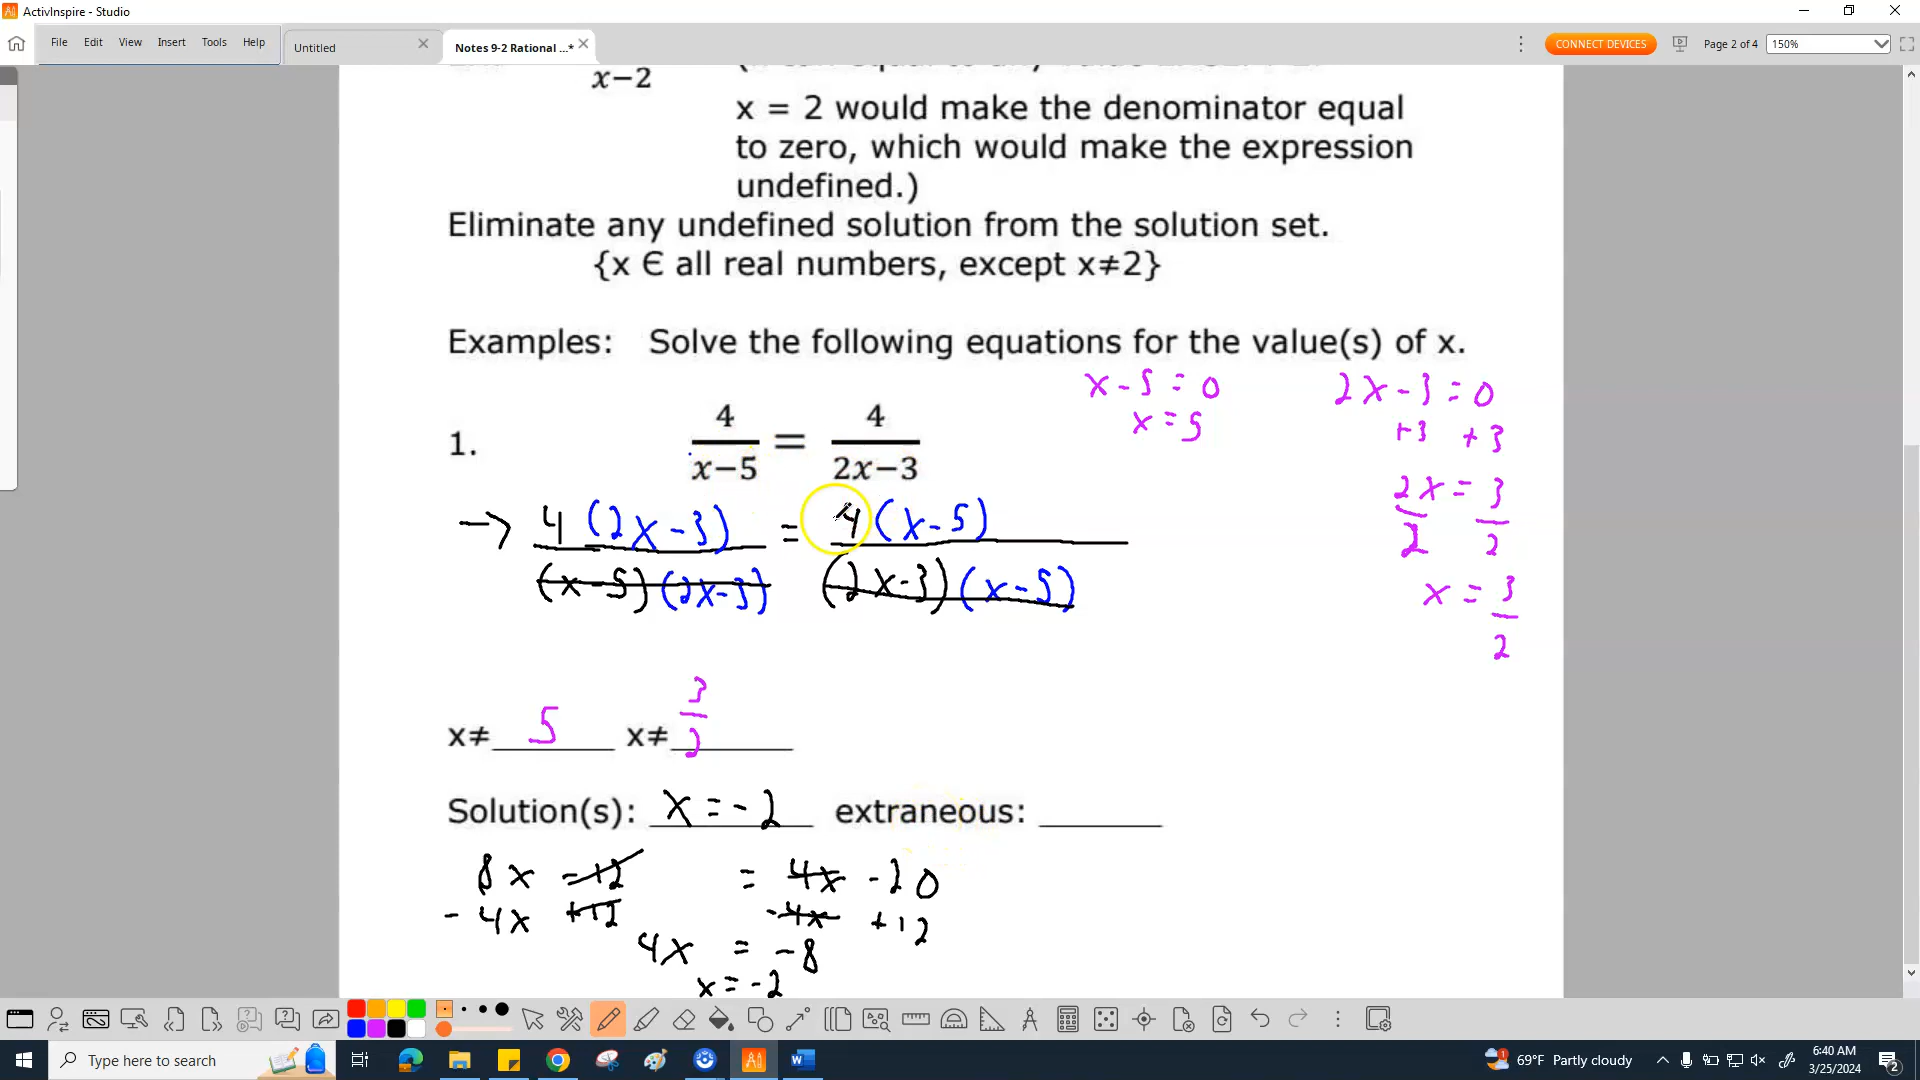 ActivInspire - Studio
File Edit View Insert Tools Help
Untitled
Notes 9-2 Rational ...*
CONNECT DEVICES
Page 2 of 4
150%
x−2
x = 2 would make the denominator equal
to zero, which would make the expression
undefined.)
Eliminate any undefined solution from the solution set.
{x Є all real numbers, except x≠2}
Examples: Solve the following equations for the value(s) of x.
x - 5 = 0
x = 5
2x - 3 = 0
+3 +3
2x = 3
2 2
x = 3
2
1.
4 = 4
x−5 2x−3
→ 4 (2x - 3) = 4 (x - 5)
(x - 5) (2x - 3) (2x - 3) (x - 5)
x≠ 5 x≠ 3
2
Solution(s): x = -2 extraneous: ______
8x -12 = 4x - 20
- 4x +12 -4x +12
4x = -8
x = -2
Type here to search
69°F Partly cloudy
6:40 AM
3/25/2024
2